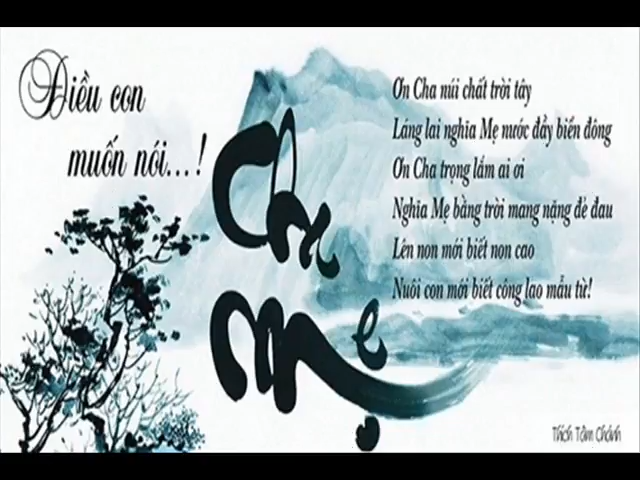 Điều con
muốn nói...!
Cha
Mẹ
Ơn Cha núi chất trời tây
Láng lai nghĩa Mẹ nước đầy biển đông
Ơn Cha trọng lắm ai ơi
Nghĩa Mẹ bằng trời mang nặng đẻ đau
Lên non mới biết non cao
Nuôi con mới biết công lao mẫu từ!
Thích Tâm Chánh